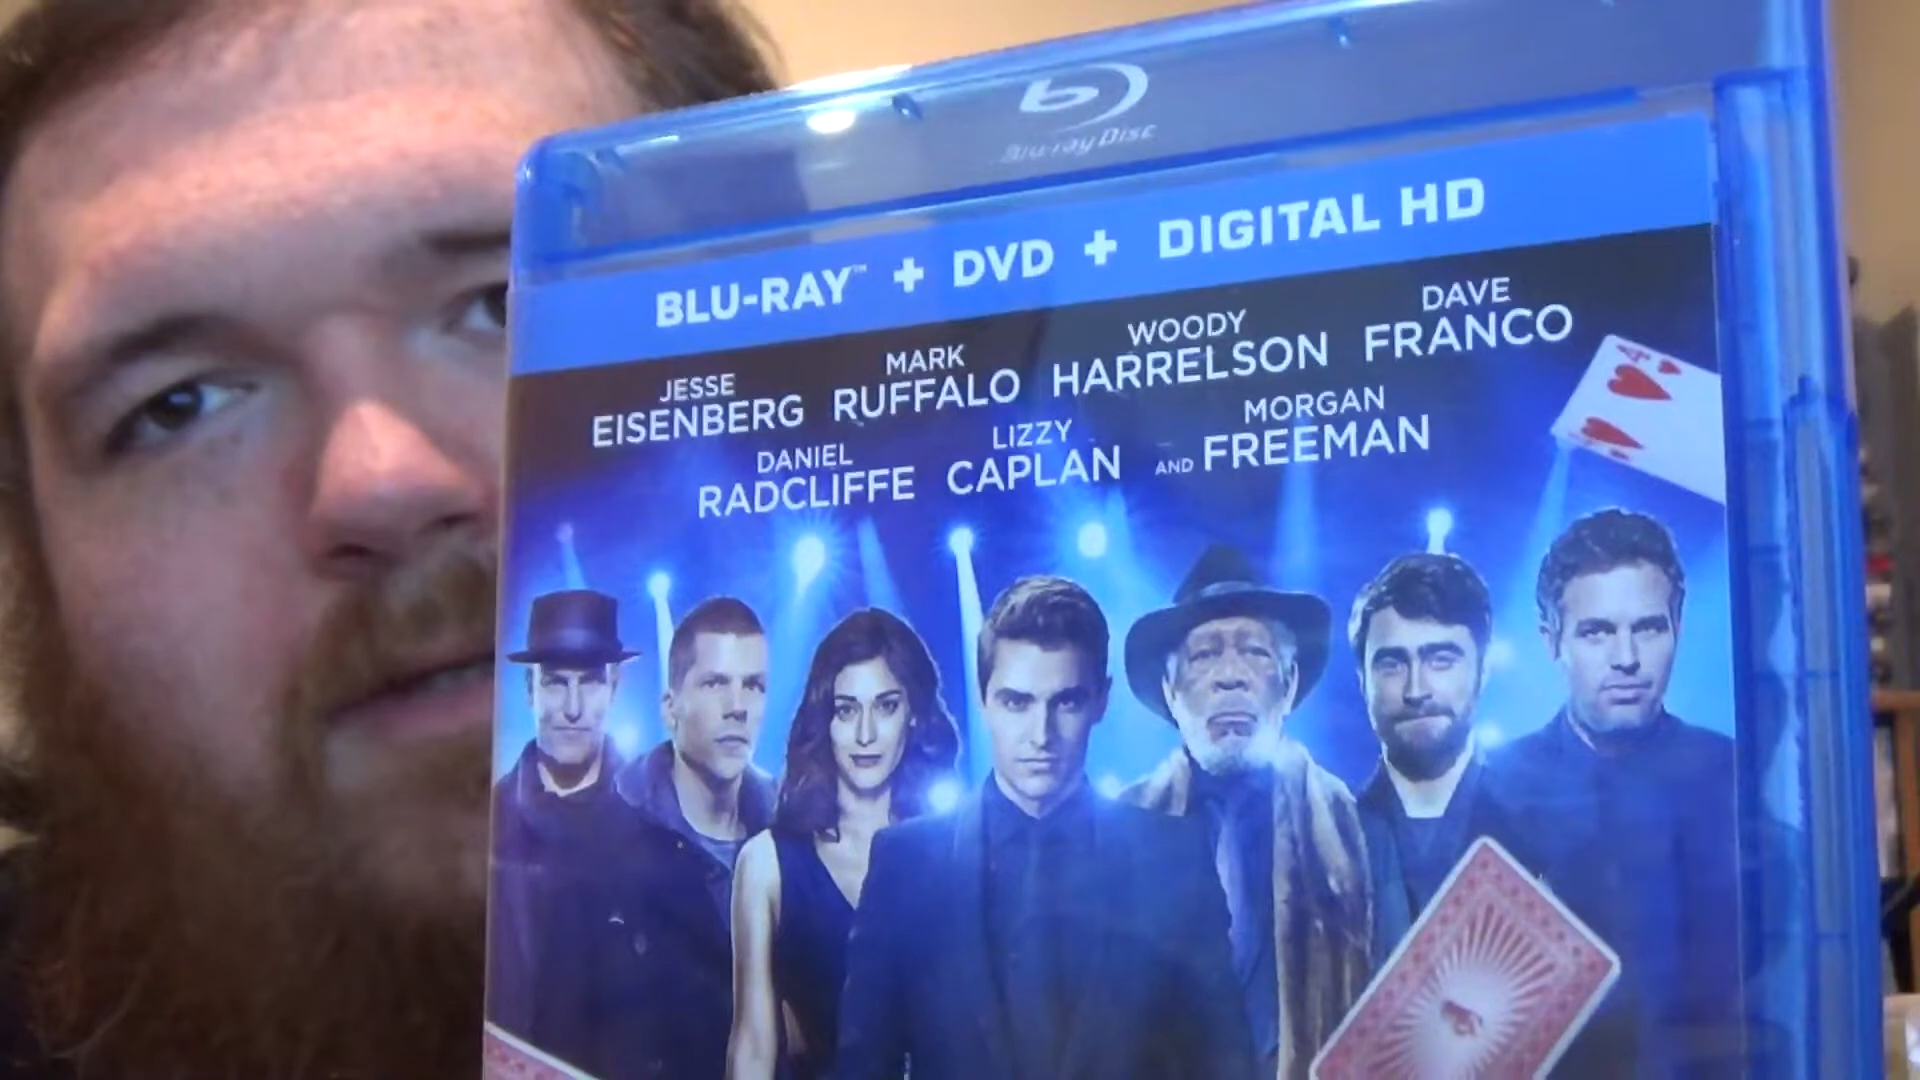 Blu-ray Disc
BLU-RAY™ + DVD + DIGITAL HD
JESSE EISENBERG MARK RUFFALO WOODY HARRELSON DAVE FRANCO
DANIEL RADCLIFFE LIZZY CAPLAN AND MORGAN FREEMAN
4